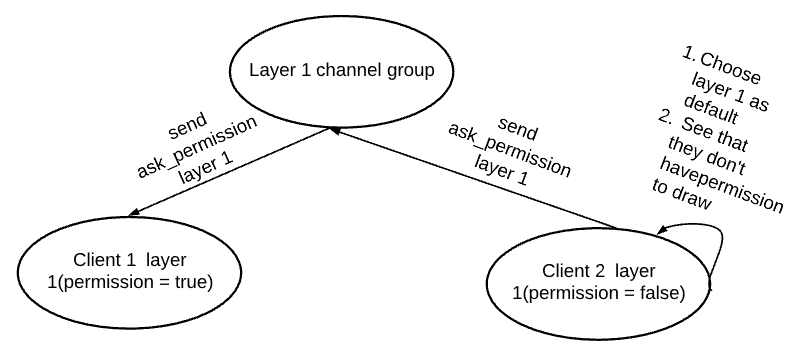 Layer 1 channel group
send
ask_permission
layer 1
send
ask_permission
layer 1
1. Choose
layer 1 as
default
2. See that
they don't
havepermission
to draw
Client 1 layer
1(permission = true)
Client 2 layer
1(permission = false)